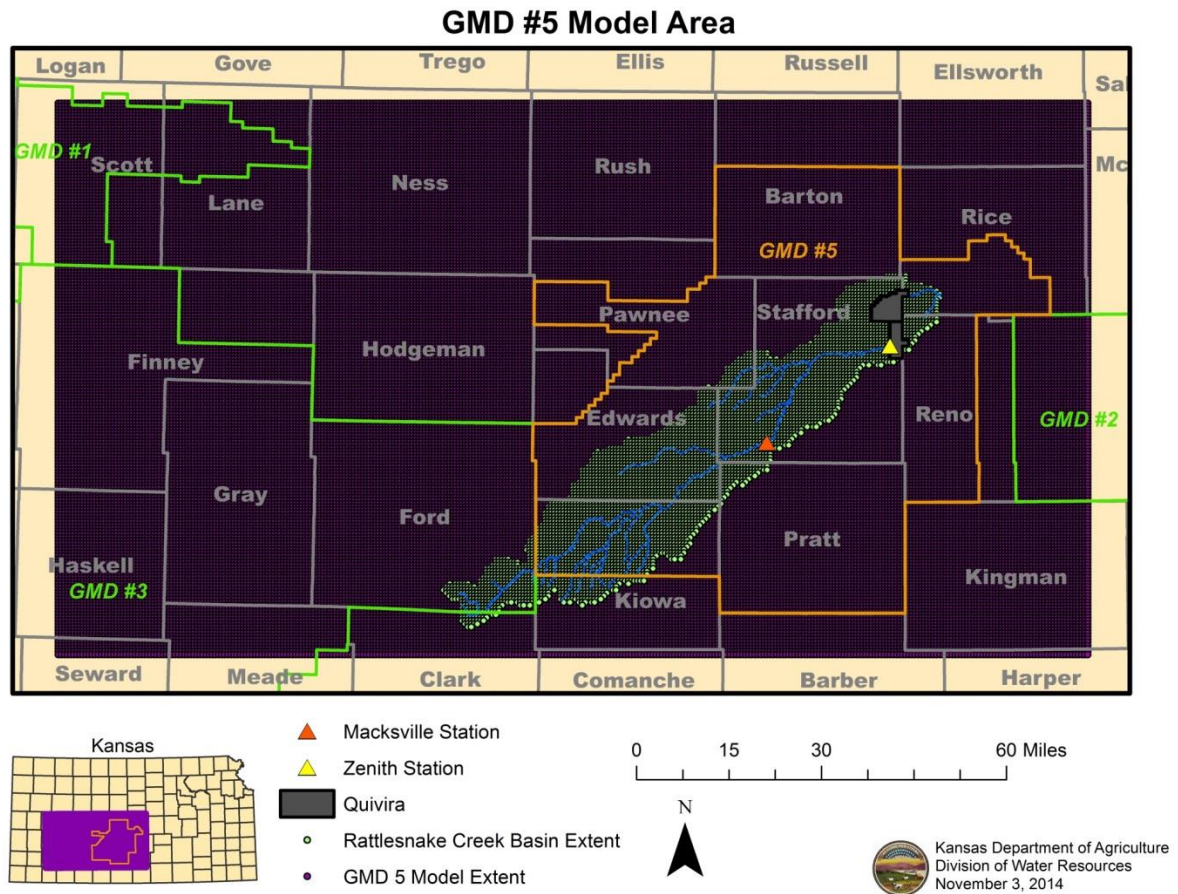 GMD #5 Model Area
Logan Gove Trego Ellis Russell Ellsworth Sal
GMD #1 Scott Lane Ness Rush Barton Rice Mc
GMD #5
Finney Hodgeman Pawnee Stafford
Edwards Reno GMD #2
Gray Ford Pratt
Haskell Kiowa Kingman
GMD #3
Seward Meade Clark Comanche Barber Harper
Kansas
Macksville Station
Zenith Station
Quivira
Rattlesnake Creek Basin Extent
GMD 5 Model Extent
0 15 30 60 Miles
N
Kansas Department of Agriculture
Division of Water Resources
November 3, 2014